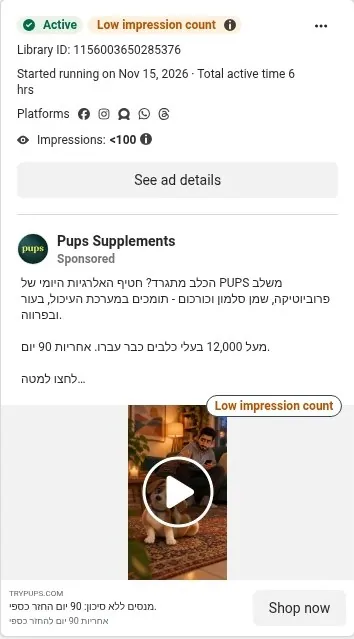 Active Low impression count
Library ID: 1156003650285376
Started running on Nov 15, 2026 · Total active time 6
hrs
Platforms
Impressions: <100
See ad details
pups
Pups Supplements
Sponsored
הכלב מתגרד? חטיף האלרגיות היומי של PUPS משלב
פרוביוטיקה, שמן סלמון וכורכום - תומכים במערכת העיכול, בעור
ובפרווה.
מעל 12,000 בעלי כלבים כבר עברו. אחריות 90 יום.
לחצו למטה...
Low impression count
TRYPUPS.COM
מנסים ללא סיכון: 90 יום החזר כספי.
אחריות 90 יום להחזר כספי
Shop now